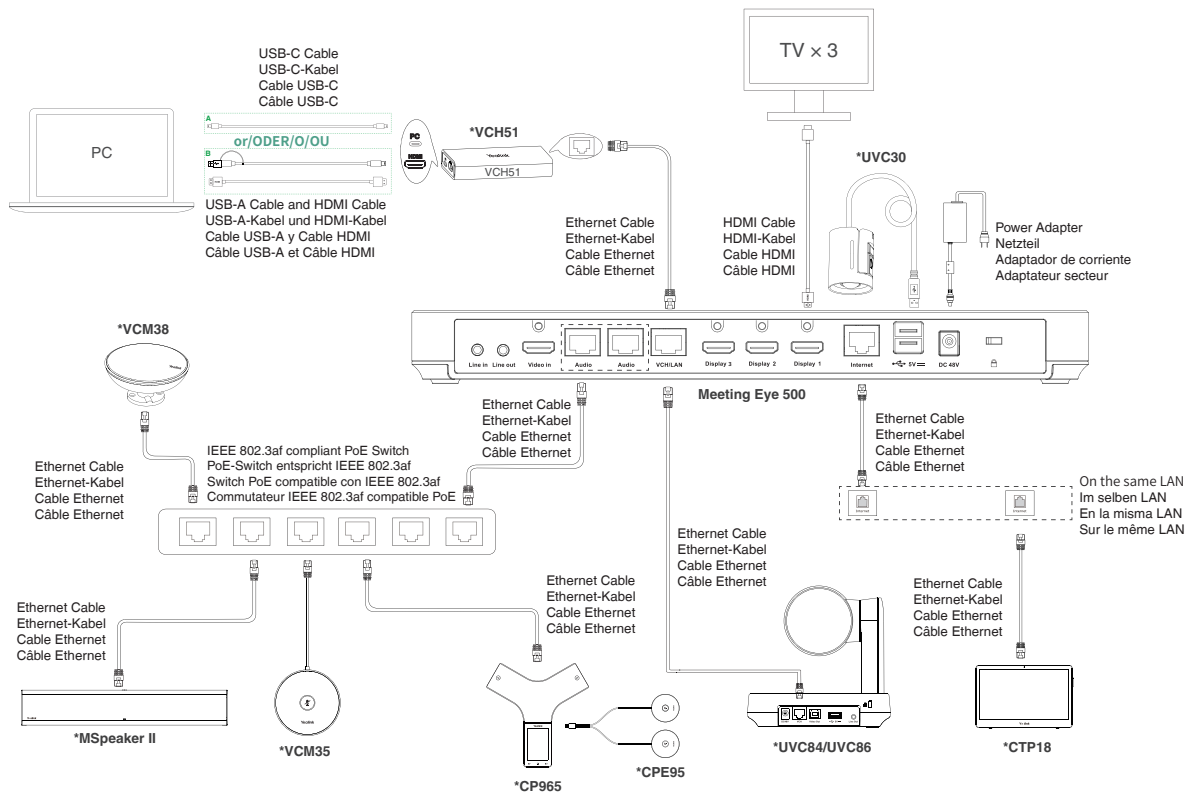 TV × 3
USB-C Cable
USB-C-Kabel
Cable USB-C
Câble USB-C
PC
A
or/ODER/O/OU
B
USB-A Cable and HDMI Cable
USB-A-Kabel und HDMI-Kabel
Cable USB-A y Cable HDMI
Câble USB-A et Câble HDMI
PC
HDMI
*VCH51
Yealink
VCH51
Ethernet Cable
Ethernet-Kabel
Cable Ethernet
Câble Ethernet
HDMI Cable
HDMI-Kabel
Cable HDMI
Câble HDMI
*UVC30
Power Adapter
Netzteil
Adaptador de corriente
Adaptateur secteur
*VCM38
Line in Line out Video in Audio Audio VCH/LAN Display 3 Display 2 Display 1 Internet 5V DC 48V
Meeting Eye 500
Ethernet Cable
Ethernet-Kabel
Cable Ethernet
Câble Ethernet
Ethernet Cable
Ethernet-Kabel
Cable Ethernet
Câble Ethernet
IEEE 802.3af compliant PoE Switch
PoE-Switch entspricht IEEE 802.3af
Switch PoE compatible con IEEE 802.3af
Commutateur IEEE 802.3af compatible PoE
Ethernet Cable
Ethernet-Kabel
Cable Ethernet
Câble Ethernet
Internet
Internet
On the same LAN
Im selben LAN
En la misma LAN
Sur le même LAN
Ethernet Cable
Ethernet-Kabel
Cable Ethernet
Câble Ethernet
Ethernet Cable
Ethernet-Kabel
Cable Ethernet
Câble Ethernet
Ethernet Cable
Ethernet-Kabel
Cable Ethernet
Câble Ethernet
Ethernet Cable
Ethernet-Kabel
Cable Ethernet
Câble Ethernet
Yealink
*MSpeaker II
*VCM35
*CP965
*CPE95
*UVC84/UVC86
*CTP18